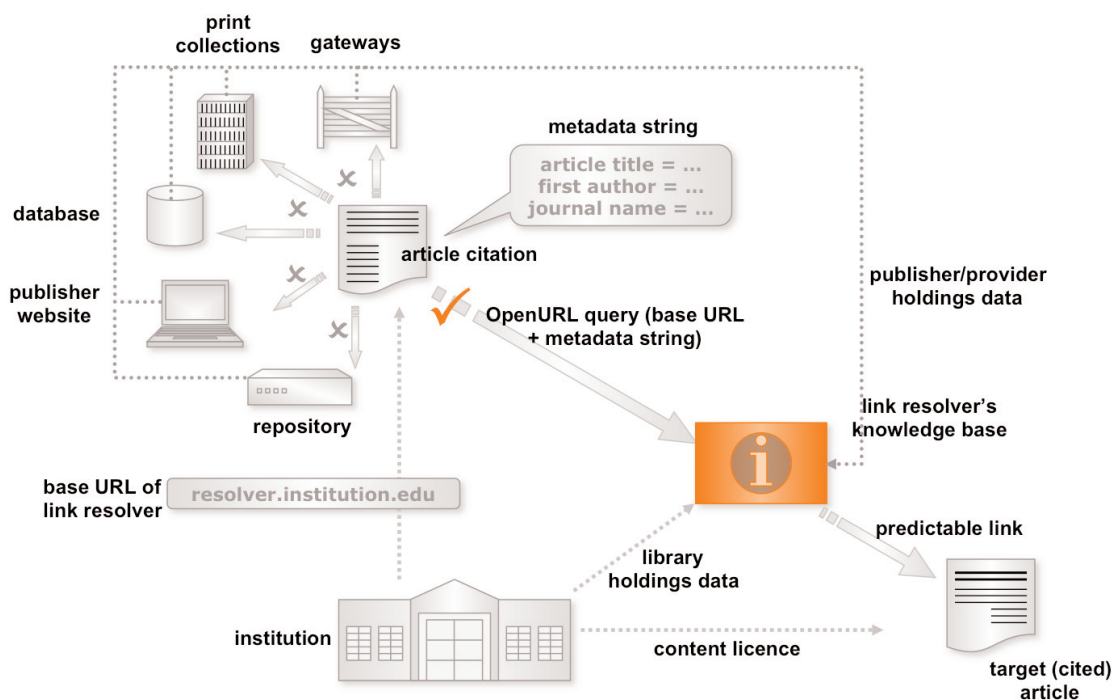 print
collections
gateways
metadata string
article title = ...
first author = ...
journal name = ...
database
article citation
publisher
website
publisher/provider
holdings data
OpenURL query (base URL
+ metadata string)
repository
link resolver's
knowledge base
i
base URL of
link resolver
resolver.institution.edu
predictable link
library
holdings data
institution
content licence
target (cited)
article